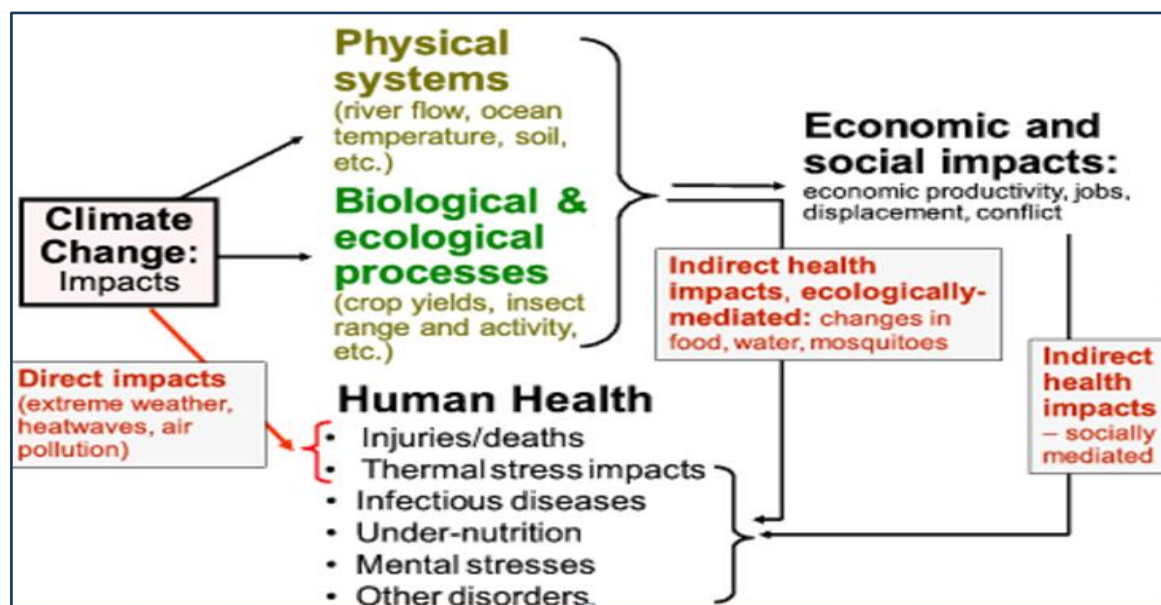 Physical
systems
(river flow, ocean
temperature, soil,
etc.)
Economic and
social impacts:
economic productivity, jobs,
displacement, conflict
Climate
Change:
Impacts
Biological &
ecological
processes
(crop yields, insect
range and activity,
etc.)
Indirect health
impacts, ecologically-
mediated: changes in
food, water, mosquitoes
Indirect
health
impacts
– socially
mediated
Direct impacts
(extreme weather,
heatwaves, air
pollution)
Human Health
• Injuries/deaths
• Thermal stress impacts
• Infectious diseases
• Under-nutrition
• Mental stresses
• Other disorders